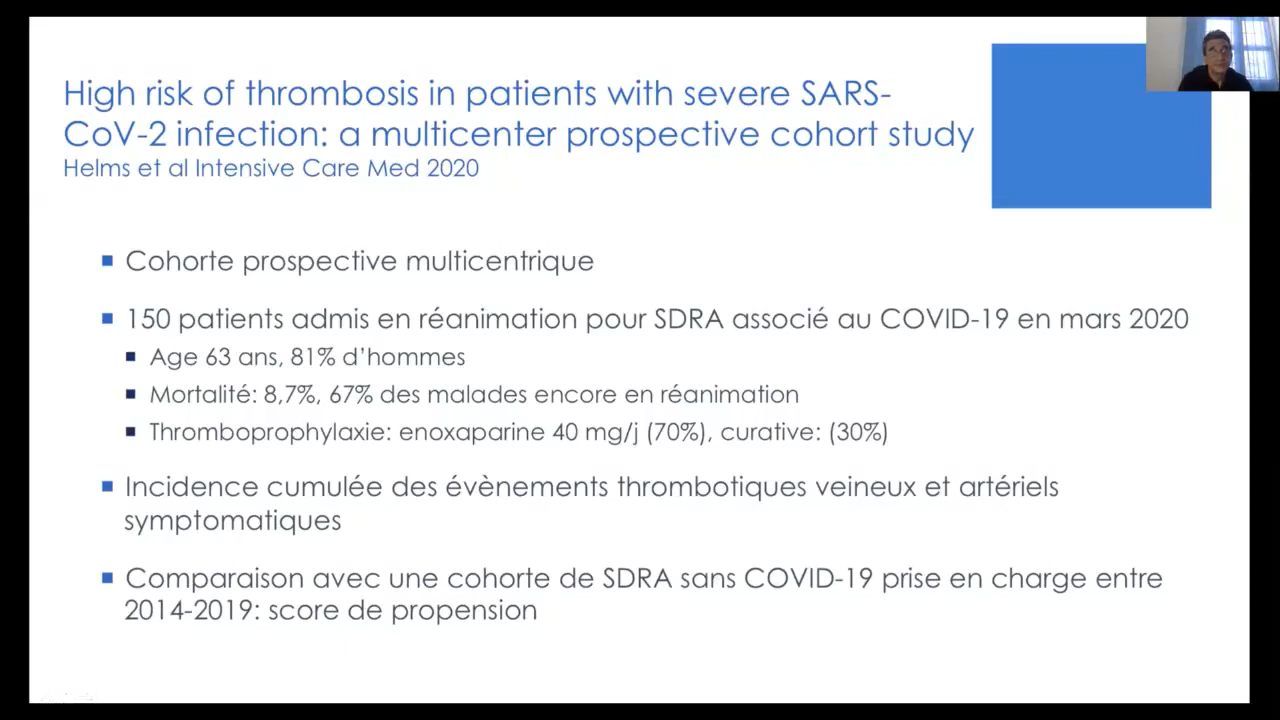 High risk of thrombosis in patients with severe SARS-
CoV-2 infection: a multicenter prospective cohort study
Helms et al Intensive Care Med 2020
Cohorte prospective multicentrique
150 patients admis en réanimation pour SDRA associé au COVID-19 en mars 2020
Age 63 ans, 81% d'hommes
Mortalité: 8,7%, 67% des malades encore en réanimation
Thromboprophylaxie: enoxaparine 40 mg/j (70%), curative: (30%)
Incidence cumulée des évènements thrombotiques veineux et artériels
symptomatiques
Comparaison avec une cohorte de SDRA sans COVID-19 prise en charge entre
2014-2019: score de propension